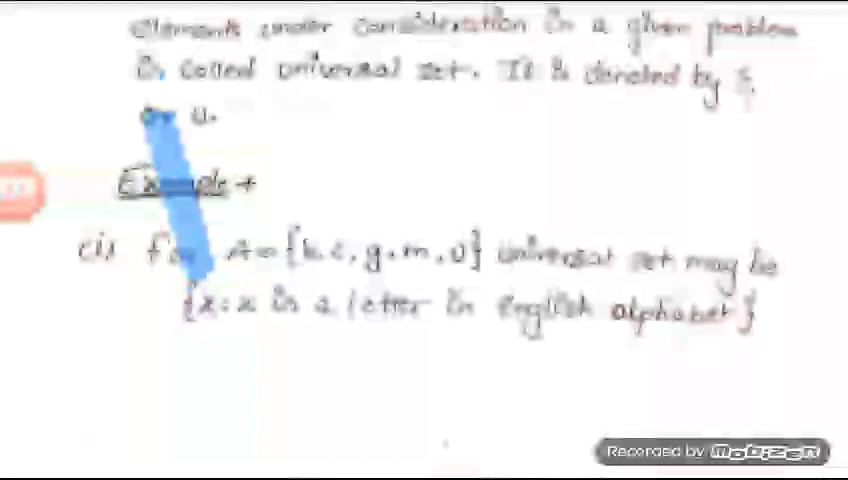 elements under consideration in a given problem
is called universal set. It is denoted by S,
or U.
Example
(i) For A = { , c, g, m, v} universal set may be
{x : x is a letter in english alphabet}
Recorded by mobizen